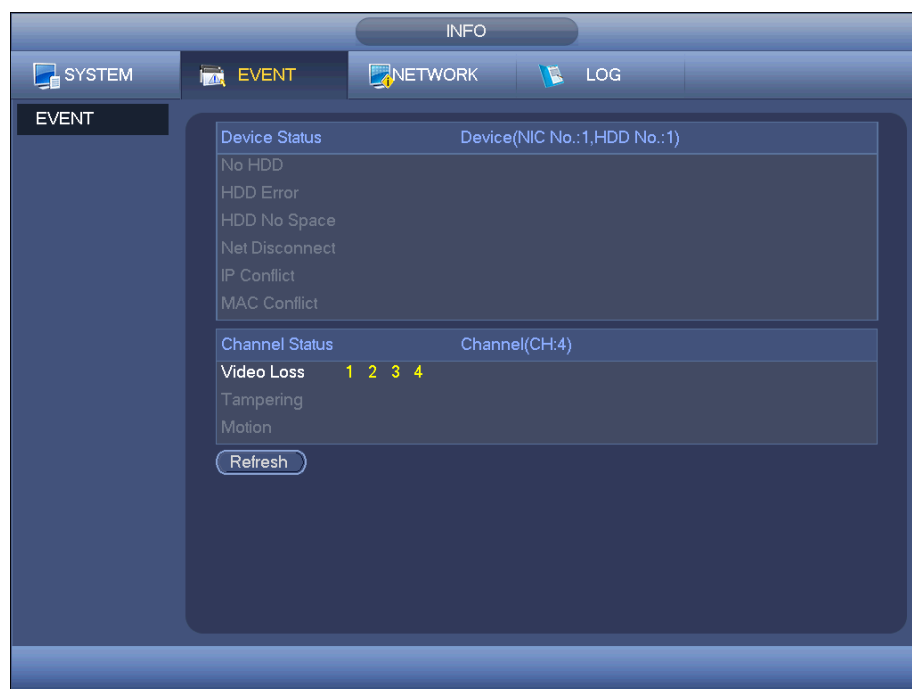 INFO
SYSTEM EVENT NETWORK LOG
EVENT
Device Status Device(NIC No.:1,HDD No.:1)
No HDD
HDD Error
HDD No Space
Net Disconnect
IP Conflict
MAC Conflict
Channel Status Channel(CH:4)
Video Loss 1 2 3 4
Tampering
Motion
Refresh